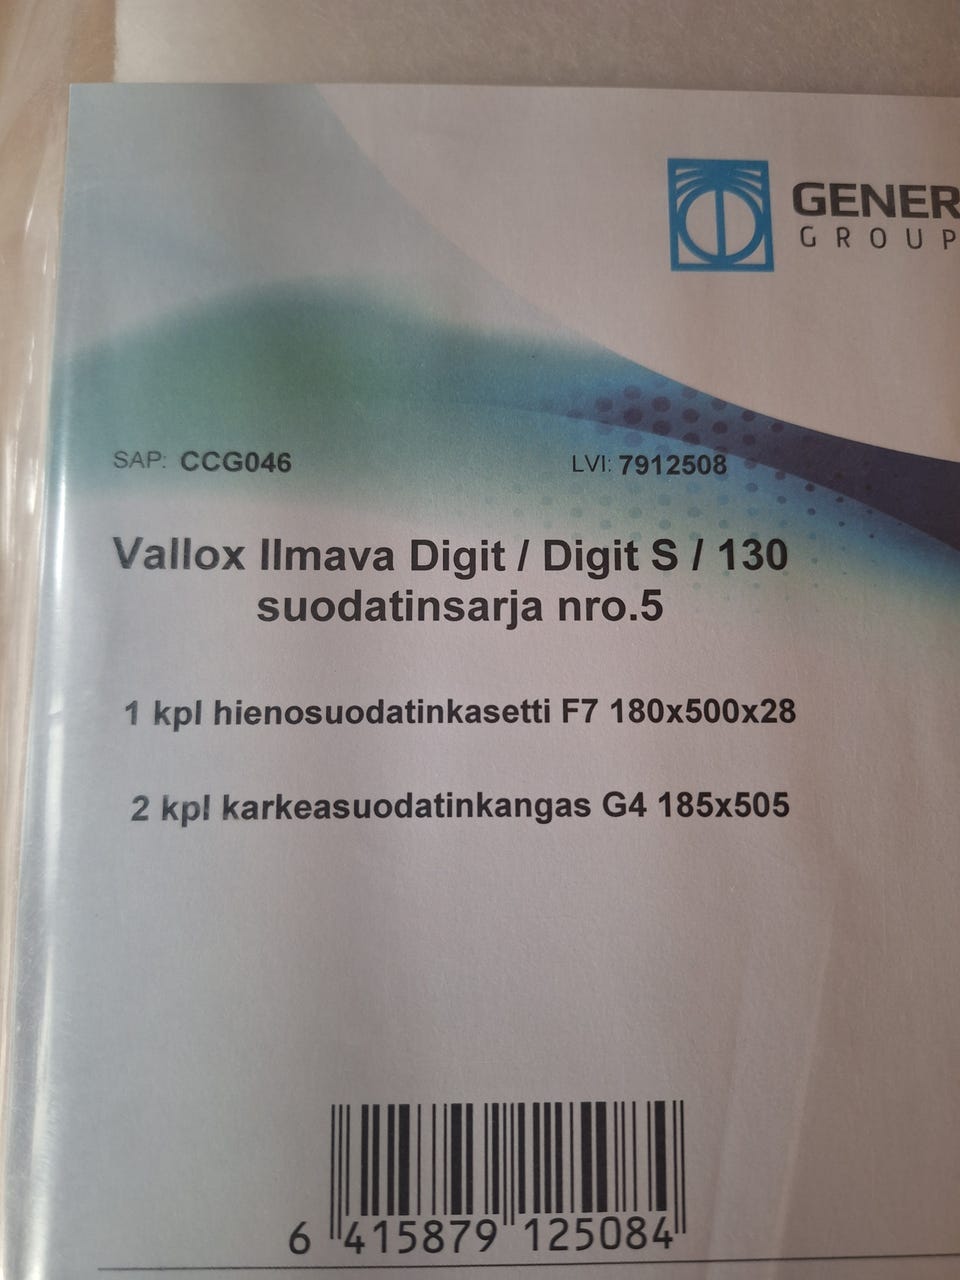 GENER
GROUP
SAP: CCG046 LVI: 7912508
Vallox Ilmava Digit / Digit S / 130
suodatinsarja nro.5
1 kpl hienosuodatinkasetti F7 180x500x28
2 kpl karkeasuodatinkangas G4 185x505
6 415879 125084